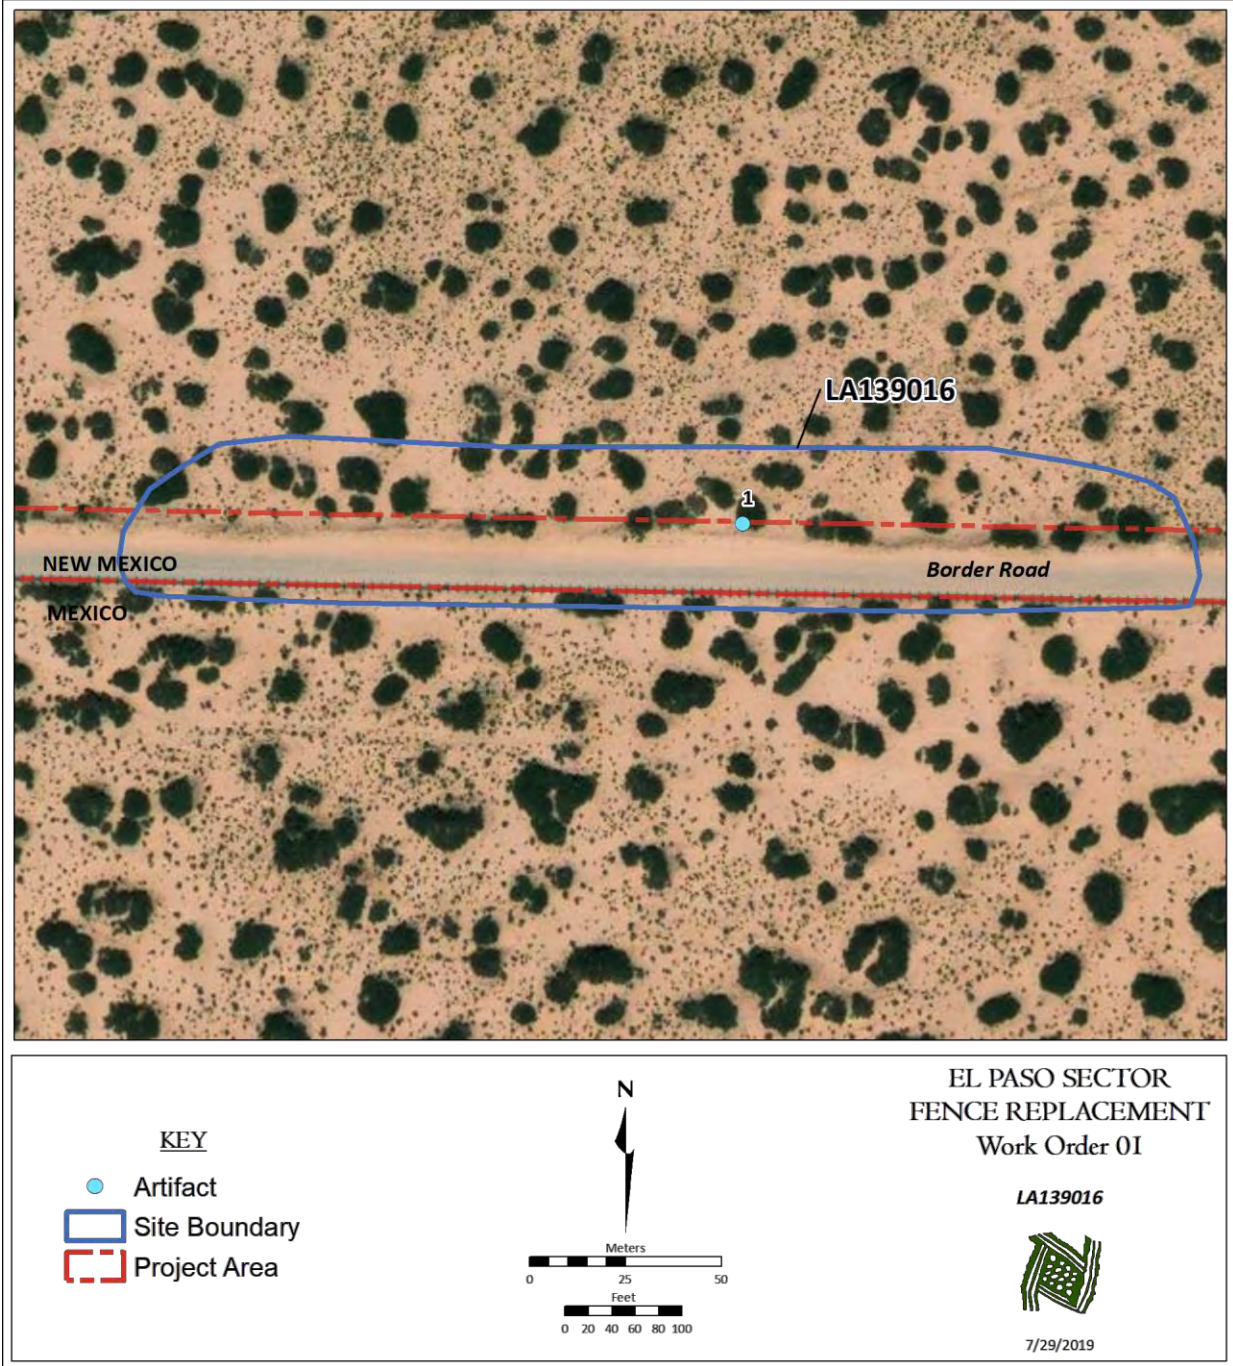 LA139016
1
NEW MEXICO
Border Road
MEXICO
KEY
Artifact
Site Boundary
Project Area
N
Meters
0 25 50
Feet
0 20 40 60 80 100
EL PASO SECTOR
FENCE REPLACEMENT
Work Order 01
LA139016
7/29/2019